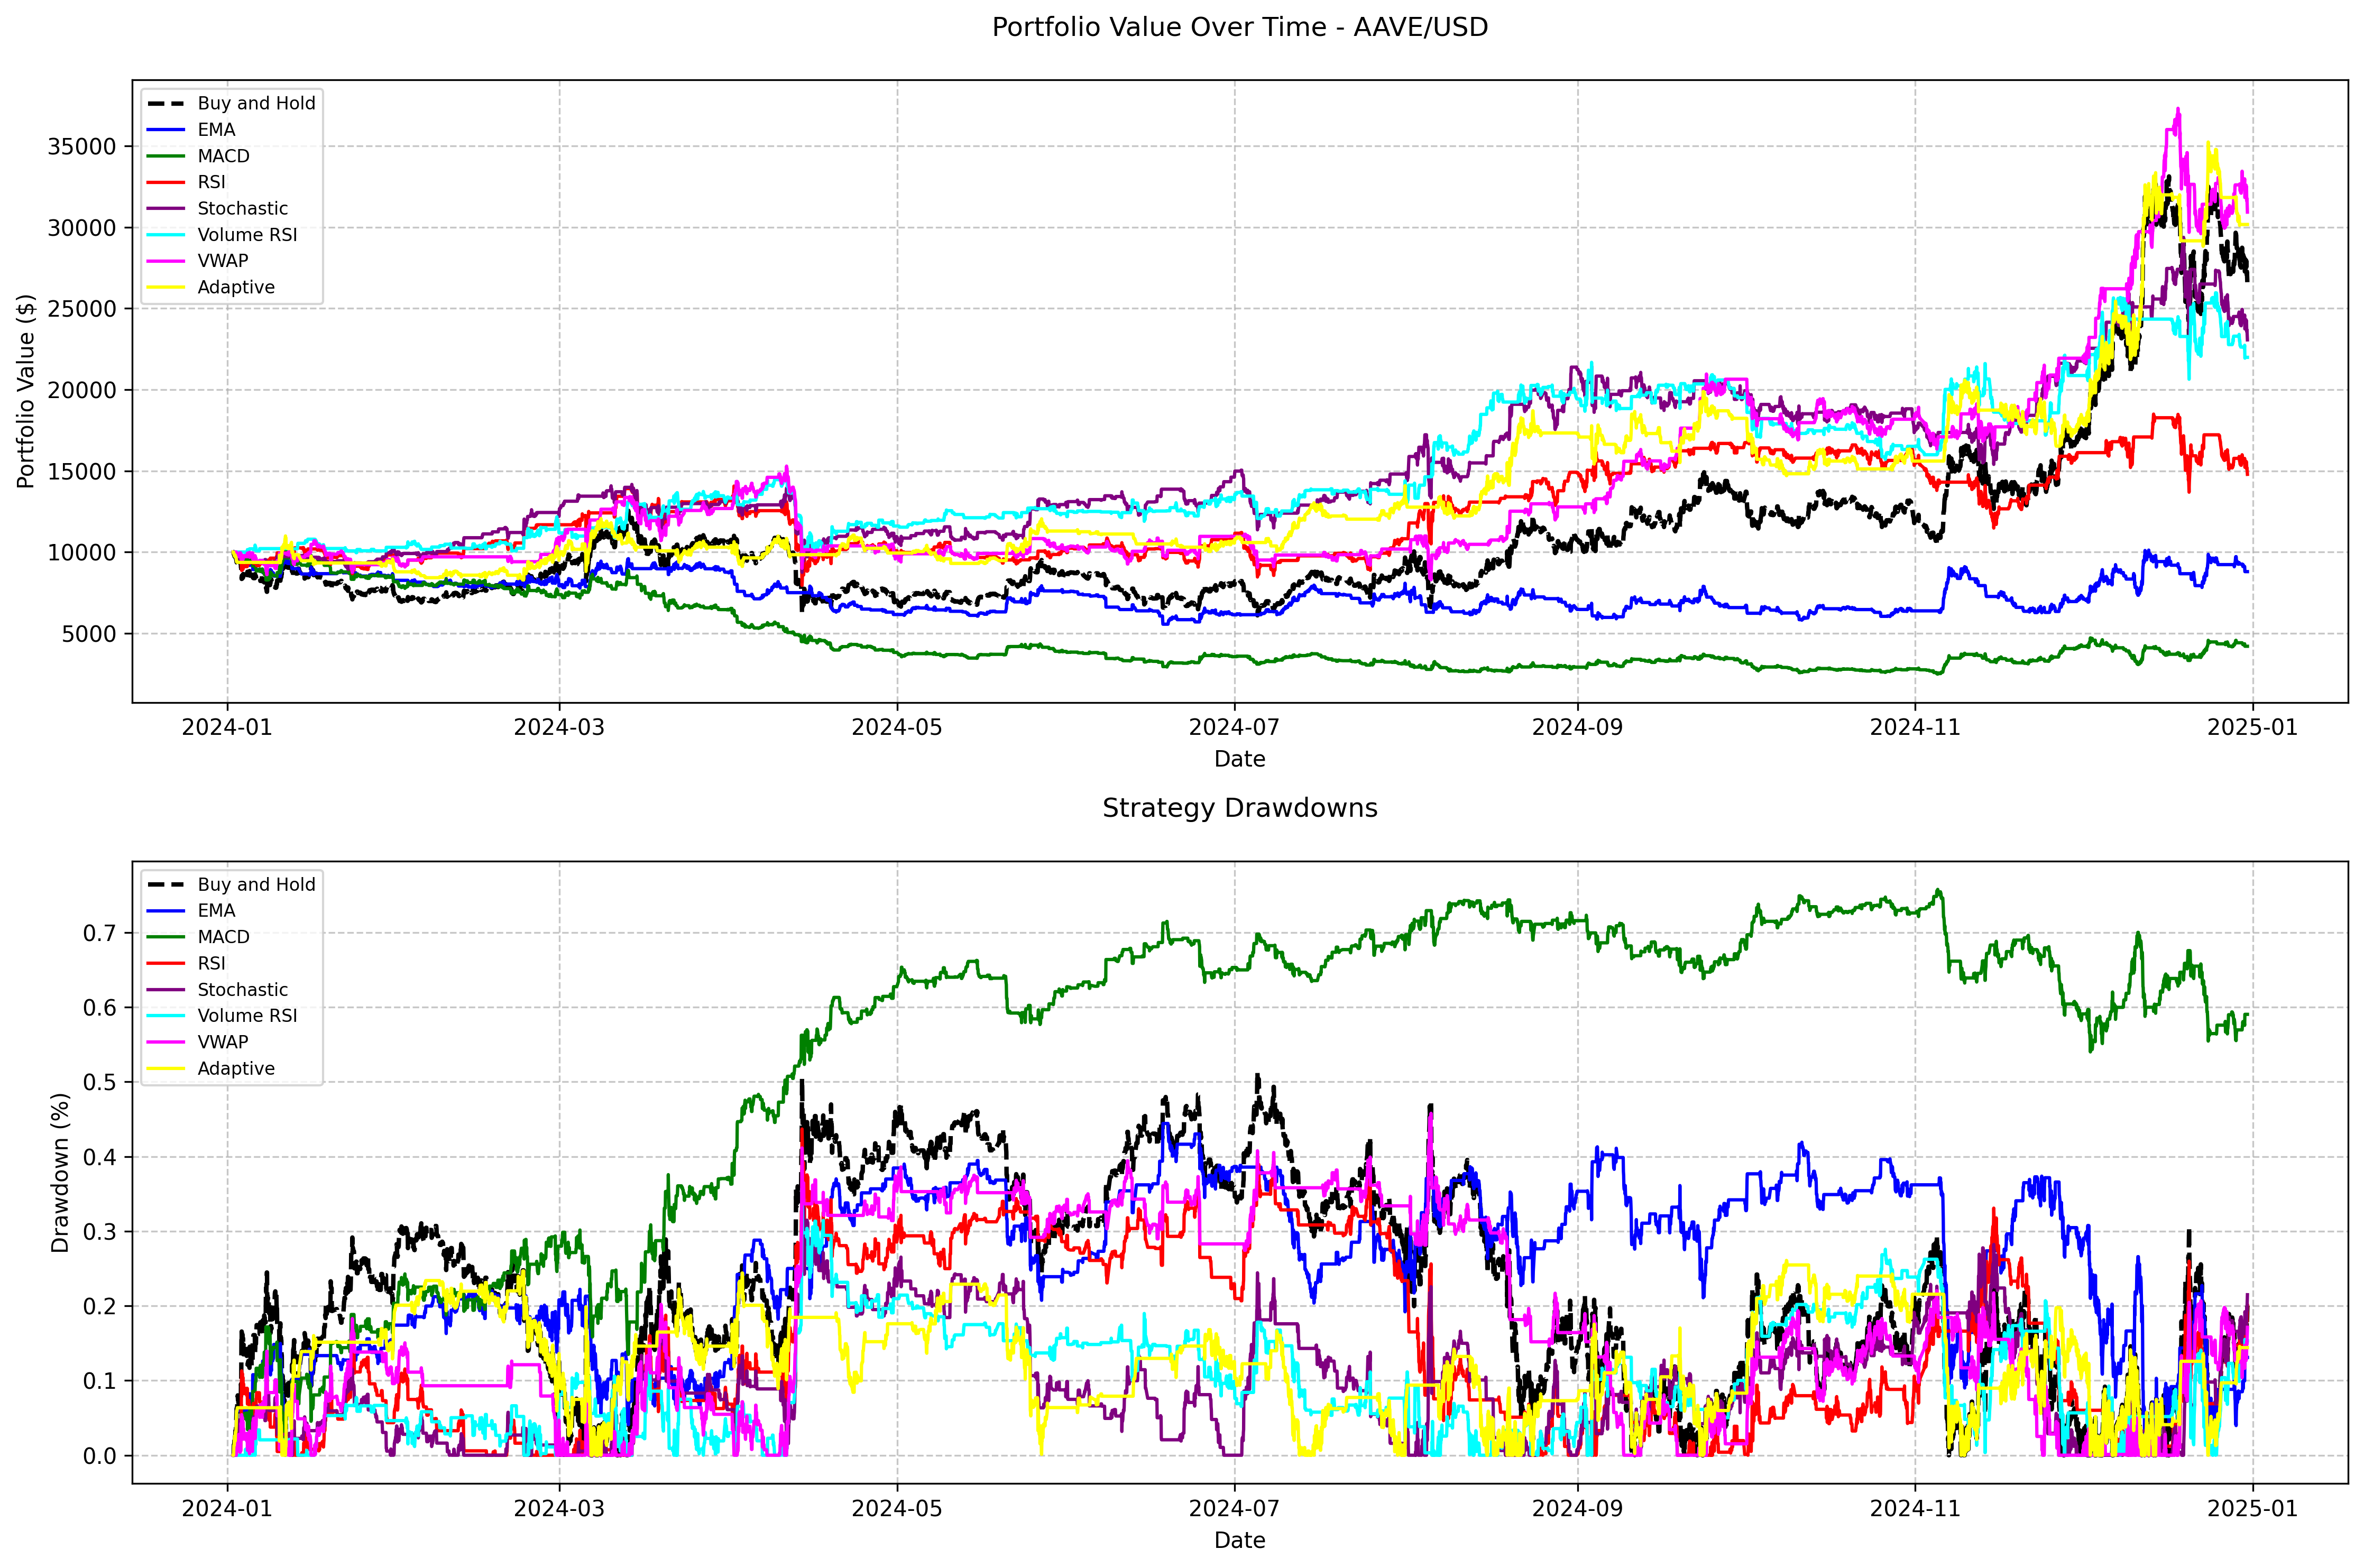 Portfolio Value Over Time - AAVE/USD
Buy and Hold
EMA
MACD
RSI
Stochastic
Volume RSI
VWAP
Adaptive
Portfolio Value ($)
35000
30000
25000
20000
15000
10000
5000
2024-01 2024-03 2024-05 2024-07 2024-09 2024-11 2025-01
Date
Strategy Drawdowns
Buy and Hold
EMA
MACD
RSI
Stochastic
Volume RSI
VWAP
Adaptive
Drawdown (%)
0.7
0.6
0.5
0.4
0.3
0.2
0.1
0.0
2024-01 2024-03 2024-05 2024-07 2024-09 2024-11 2025-01
Date